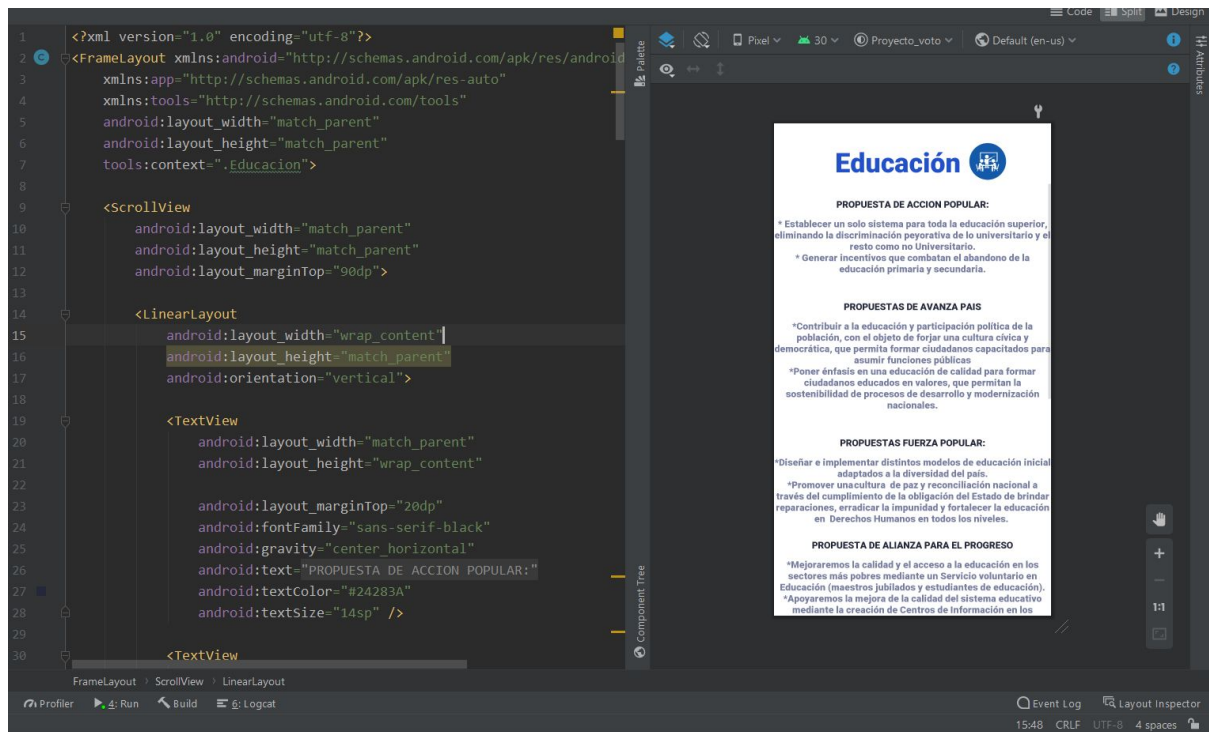 Code Split Design
1 <?xml version="1.0" encoding="utf-8"?>
2 C <FrameLayout xmlns:android="http://schemas.android.com/apk/res/android
3 xmlns:app="http://schemas.android.com/apk/res-auto"
4 xmlns:tools="http://schemas.android.com/tools"
5 android:layout_width="match_parent"
6 android:layout_height="match_parent"
7 tools:context=".Educacion">
8
9 <ScrollView
10 android:layout_width="match_parent"
11 android:layout_height="match_parent"
12 android:layout_marginTop="90dp">
13
14 <LinearLayout
15 android:layout_width="wrap_content"
16 android:layout_height="match_parent"
17 android:orientation="vertical">
18
19 <TextView
20 android:layout_width="match_parent"
21 android:layout_height="wrap_content"
22
23 android:layout_marginTop="20dp"
24 android:fontFamily="sans-serif-black"
25 android:gravity="center_horizontal"
26 android:text="PROPUESTA DE ACCION POPULAR:"
27 android:textColor="#24283A"
28 android:textSize="14sp" />
29
30 <TextView
FrameLayout ScrollView LinearLayout
Palette
Component Tree
Pixel 30 Proyecto_voto Default (en-us)
Attributes
Educación
PROPUESTA DE ACCION POPULAR:
* Establecer un solo sistema para toda la educación superior,
eliminando la discriminación peyorativa de lo universitario y el
resto como no Universitario.
* Generar incentivos que combatan el abandono de la
educación primaria y secundaria.
PROPUESTAS DE AVANZA PAIS
*Contribuir a la educación y participación política de la
población, con el objeto de forjar una cultura cívica y
democrática, que permita formar ciudadanos capacitados para
asumir funciones públicas
*Poner énfasis en una educación de calidad para formar
ciudadanos educados en valores, que permitan la
sostenibilidad de procesos de desarrollo y modernización
nacionales.
PROPUESTAS FUERZA POPULAR:
*Diseñar e implementar distintos modelos de educación inicial
adaptados a la diversidad del país.
*Promover unacultura de paz y reconciliación nacional a
través del cumplimiento de la obligación del Estado de brindar
reparaciones, erradicar la impunidad y fortalecer la educación
en Derechos Humanos en todos los niveles.
PROPUESTA DE ALIANZA PARA EL PROGRESO
*Mejoraremos la calidad y el acceso a la educación en los
sectores más pobres mediante un Servicio voluntario en
Educación (maestros jubilados y estudiantes de educación).
*Apoyaremos la mejora de la calidad del sistema educativo
mediante la creación de Centros de Información en los
1:1
Profiler 4: Run Build 6: Logcat Event Log Layout Inspector
15:48 CRLF UTF-8 4 spaces